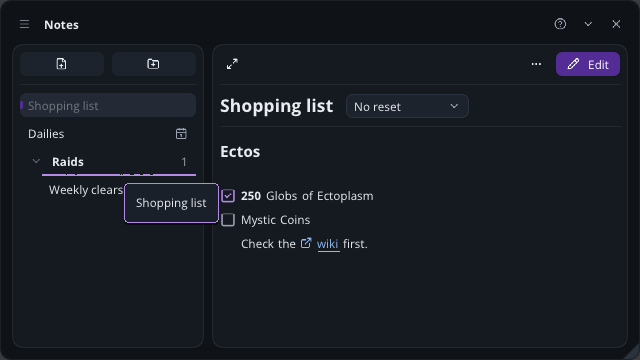 Notes
Edit
Shopping list
Dailies
Raids 1
Weekly clears
Shopping list
Shopping list No reset
Ectos
250 Globs of Ectoplasm
Mystic Coins
Check the wiki first.